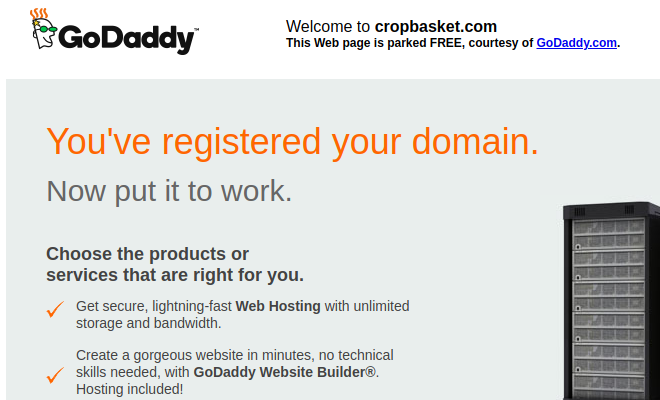 GoDaddy™
Welcome to cropbasket.com
This Web page is parked FREE, courtesy of GoDaddy.com.
You've registered your domain.
Now put it to work.
Choose the products or
services that are right for you.
Get secure, lightning-fast Web Hosting with unlimited
storage and bandwidth.
Create a gorgeous website in minutes, no technical
skills needed, with GoDaddy Website Builder®.
Hosting included!